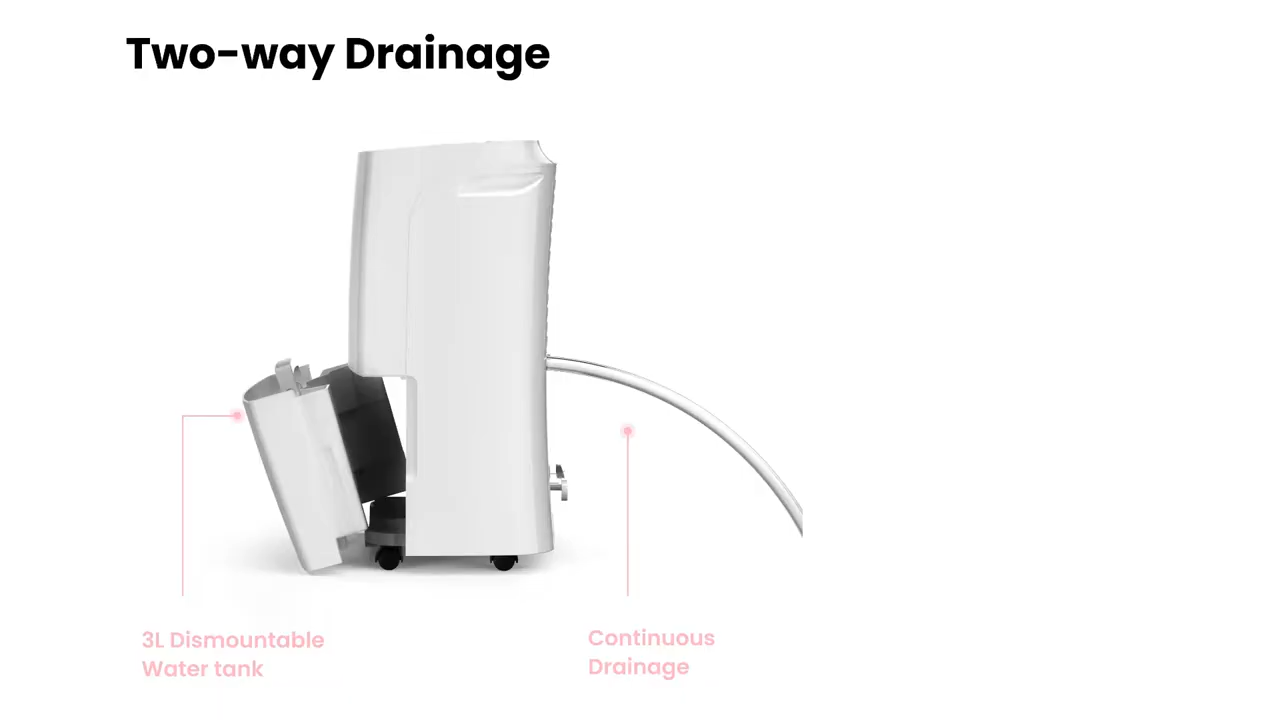 Two-way Drainage
3L Dismountable
Water tank
Continuous
Drainage